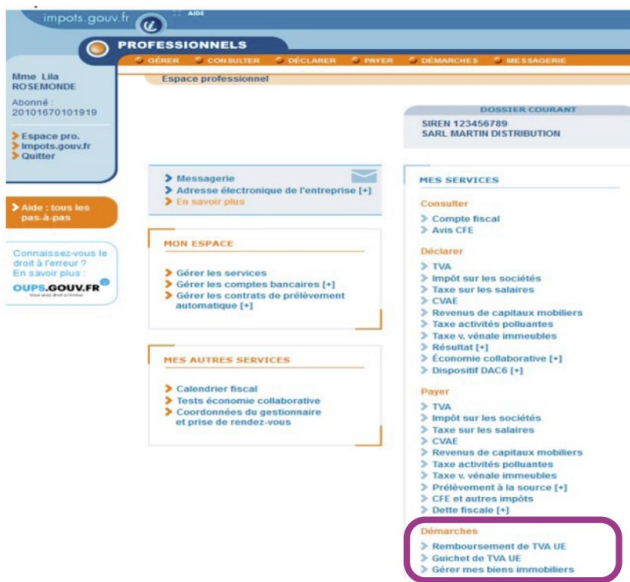 impots.gouv.fr
AIDE
PROFESSIONNELS
GÉRER CONSULTER DÉCLARER PAYER DÉMARCHES MESSAGERIE
Espace professionnel
Mme Lila
ROSEMONDE
Abonné :
20101670101919
Espace pro.
Impots.gouv.fr
Quitter
Aide : tous les
pas-à-pas
Connaissez-vous le
droit à l'erreur ?
En savoir plus :
OUPS.GOUV.FR
Vous avez droit à l'erreur
Messagerie
Adresse électronique de l'entreprise [+]
En savoir plus
MON ESPACE
Gérer les services
Gérer les comptes bancaires [+]
Gérer les contrats de prélèvement
automatique [+]
MES AUTRES SERVICES
Calendrier fiscal
Tests économie collaborative
Coordonnées du gestionnaire
et prise de rendez-vous
DOSSIER COURANT
SIREN 123456789
SARL MARTIN DISTRIBUTION
MES SERVICES
Consulter
Compte fiscal
Avis CFE
Déclarer
TVA
Impôt sur les sociétés
Taxe sur les salaires
CVAE
Revenus de capitaux mobiliers
Taxe activités polluantes
Taxe v. vénale immeubles
Résultat [+]
Économie collaborative [+]
Dispositif DAC6 [+]
Payer
TVA
Impôt sur les sociétés
Taxe sur les salaires
CVAE
Revenus de capitaux mobiliers
Taxe activités polluantes
Taxe v. vénale immeubles
Prélèvement à la source [+]
CFE et autres impôts
Dette fiscale [+]
Démarches
Remboursement de TVA UE
Guichet de TVA UE
Gérer mes biens immobiliers